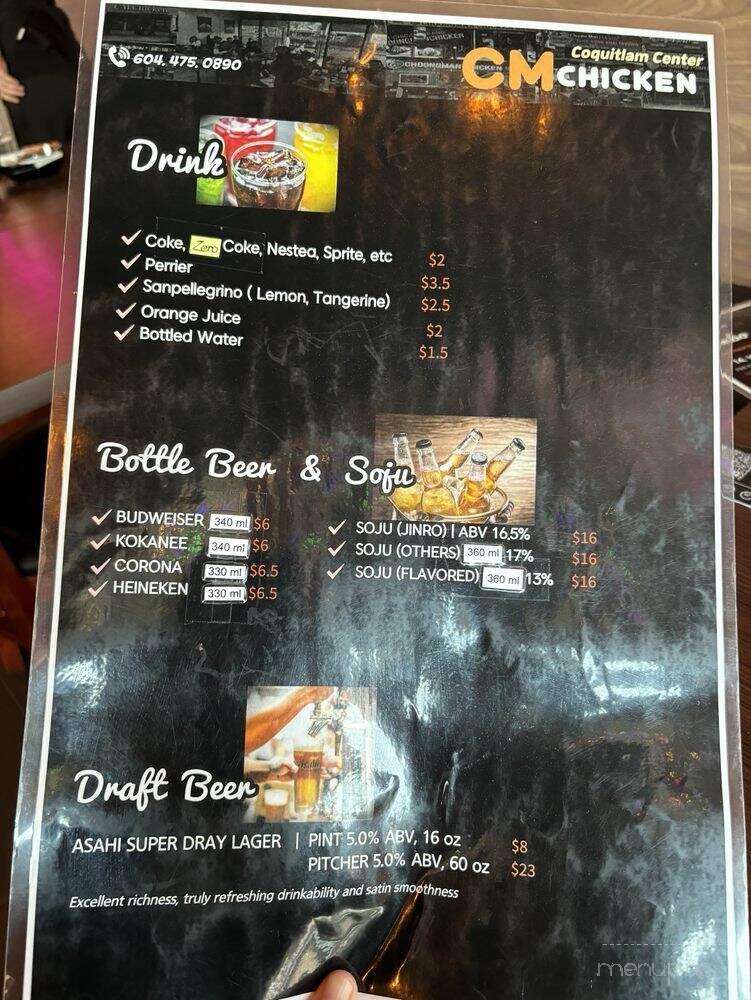 604. 475. 0890
Coquitlam Center
CM CHICKEN
Drink
Coke, Zero Coke, Nestea, Sprite, etc $2
Perrier $3.5
Sanpellegrino ( Lemon, Tangerine) $2.5
Orange Juice $2
Bottled Water $1.5
Bottle Beer & Soju
BUDWEISER 340 ml $6
KOKANEE 340 ml $6
CORONA 330 ml $6.5
HEINEKEN 330 ml $6.5
SOJU (JINRO) | ABV 16,5% $16
SOJU (OTHERS) 360 ml 17% $16
SOJU (FLAVORED) 360 ml 13% $16
Draft Beer
ASAHI SUPER DRAY LAGER | PINT 5.0% ABV, 16 oz $8
PITCHER 5.0% ABV, 60 oz $23
Excellent richness, truly refreshing drinkability and satin smoothness